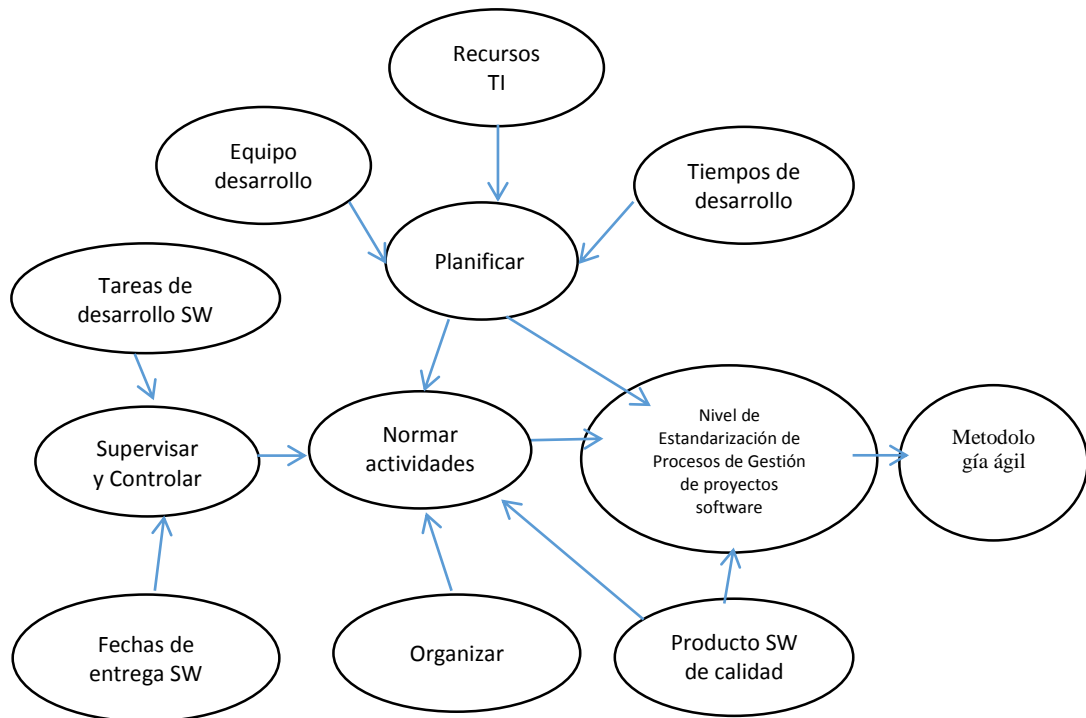 Recursos
TI
Equipo
desarrollo
Tiempos de
desarrollo
Planificar
Tareas de
desarrollo SW
Supervisar
y Controlar
Normar
actividades
Nivel de
Estandarización de
Procesos de Gestión
de proyectos
software
Metodolo
gía ágil
Fechas de
entrega SW
Organizar
Producto SW
de calidad